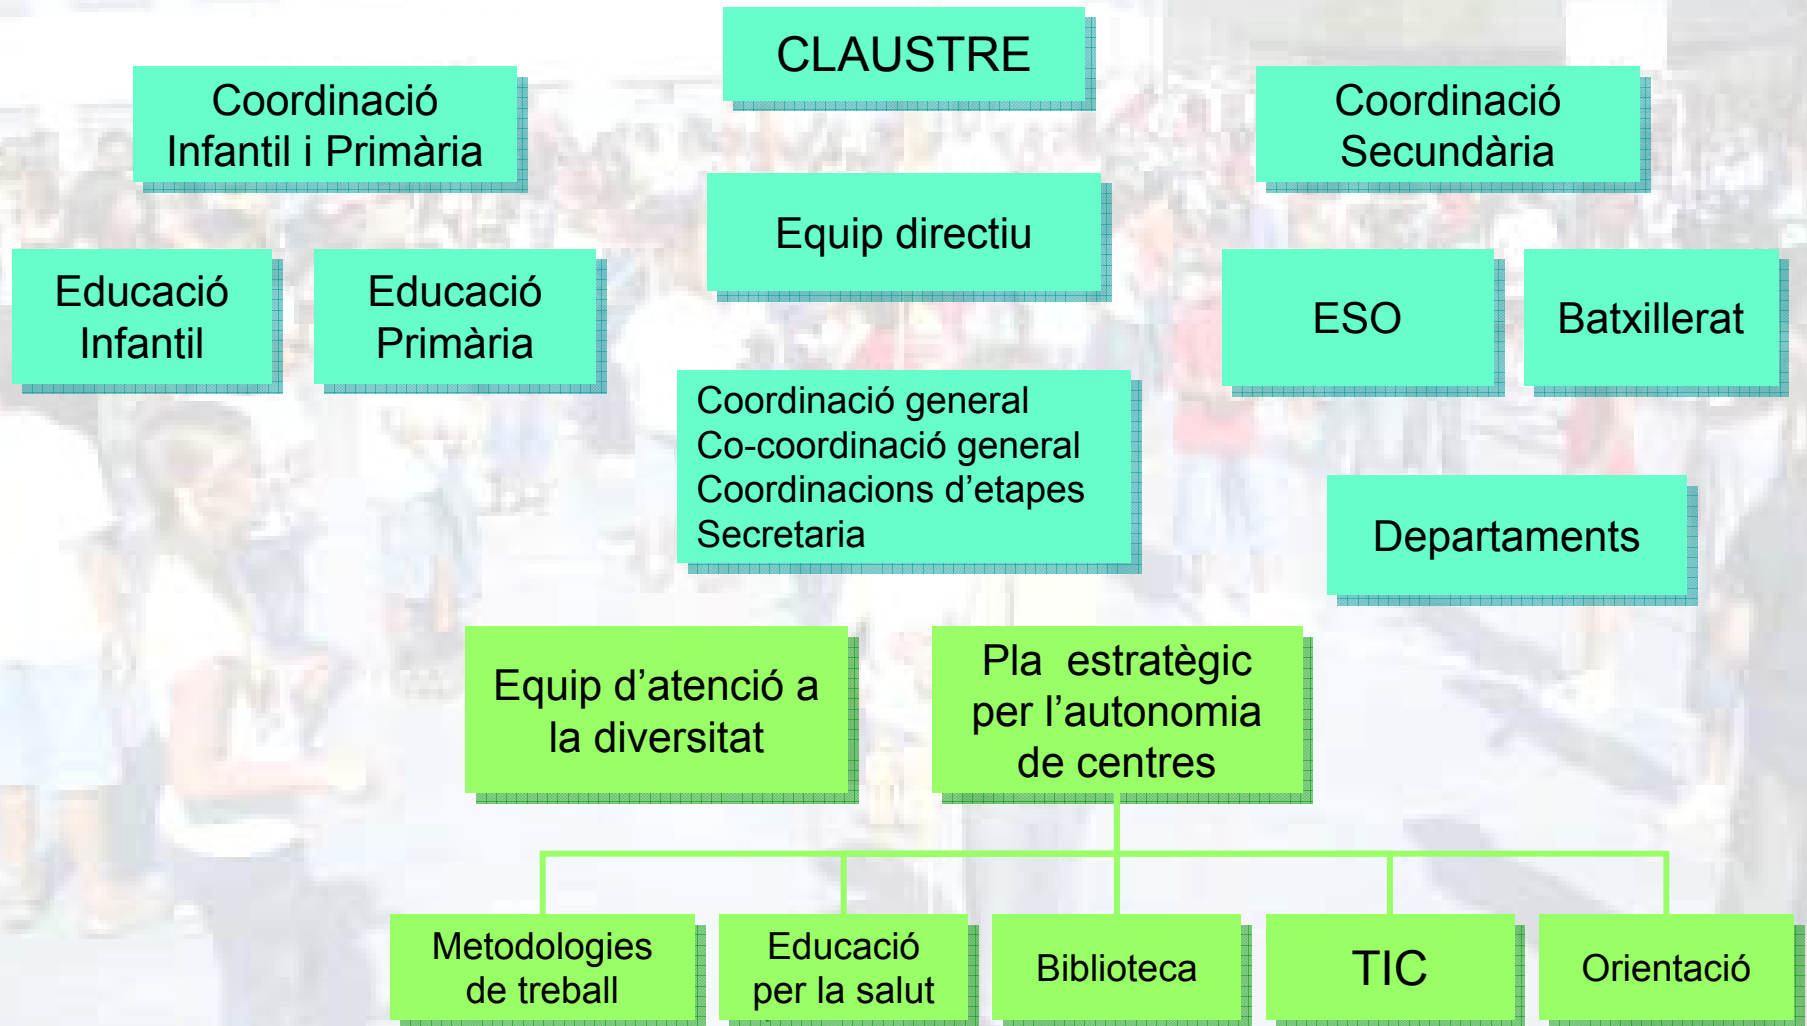 CLAUSTRE
Coordinació
Infantil i Primària
Coordinació
Secundària
Equip directiu
Educació
Infantil
Educació
Primària
ESO
Batxillerat
Coordinació general
Co-coordinació general
Coordinacions d’etapes
Secretaria
Departaments
Equip d’atenció a
la diversitat
Pla estratègic
per l’autonomia
de centres
Metodologies
de treball
Educació
per la salut
Biblioteca
TIC
Orientació